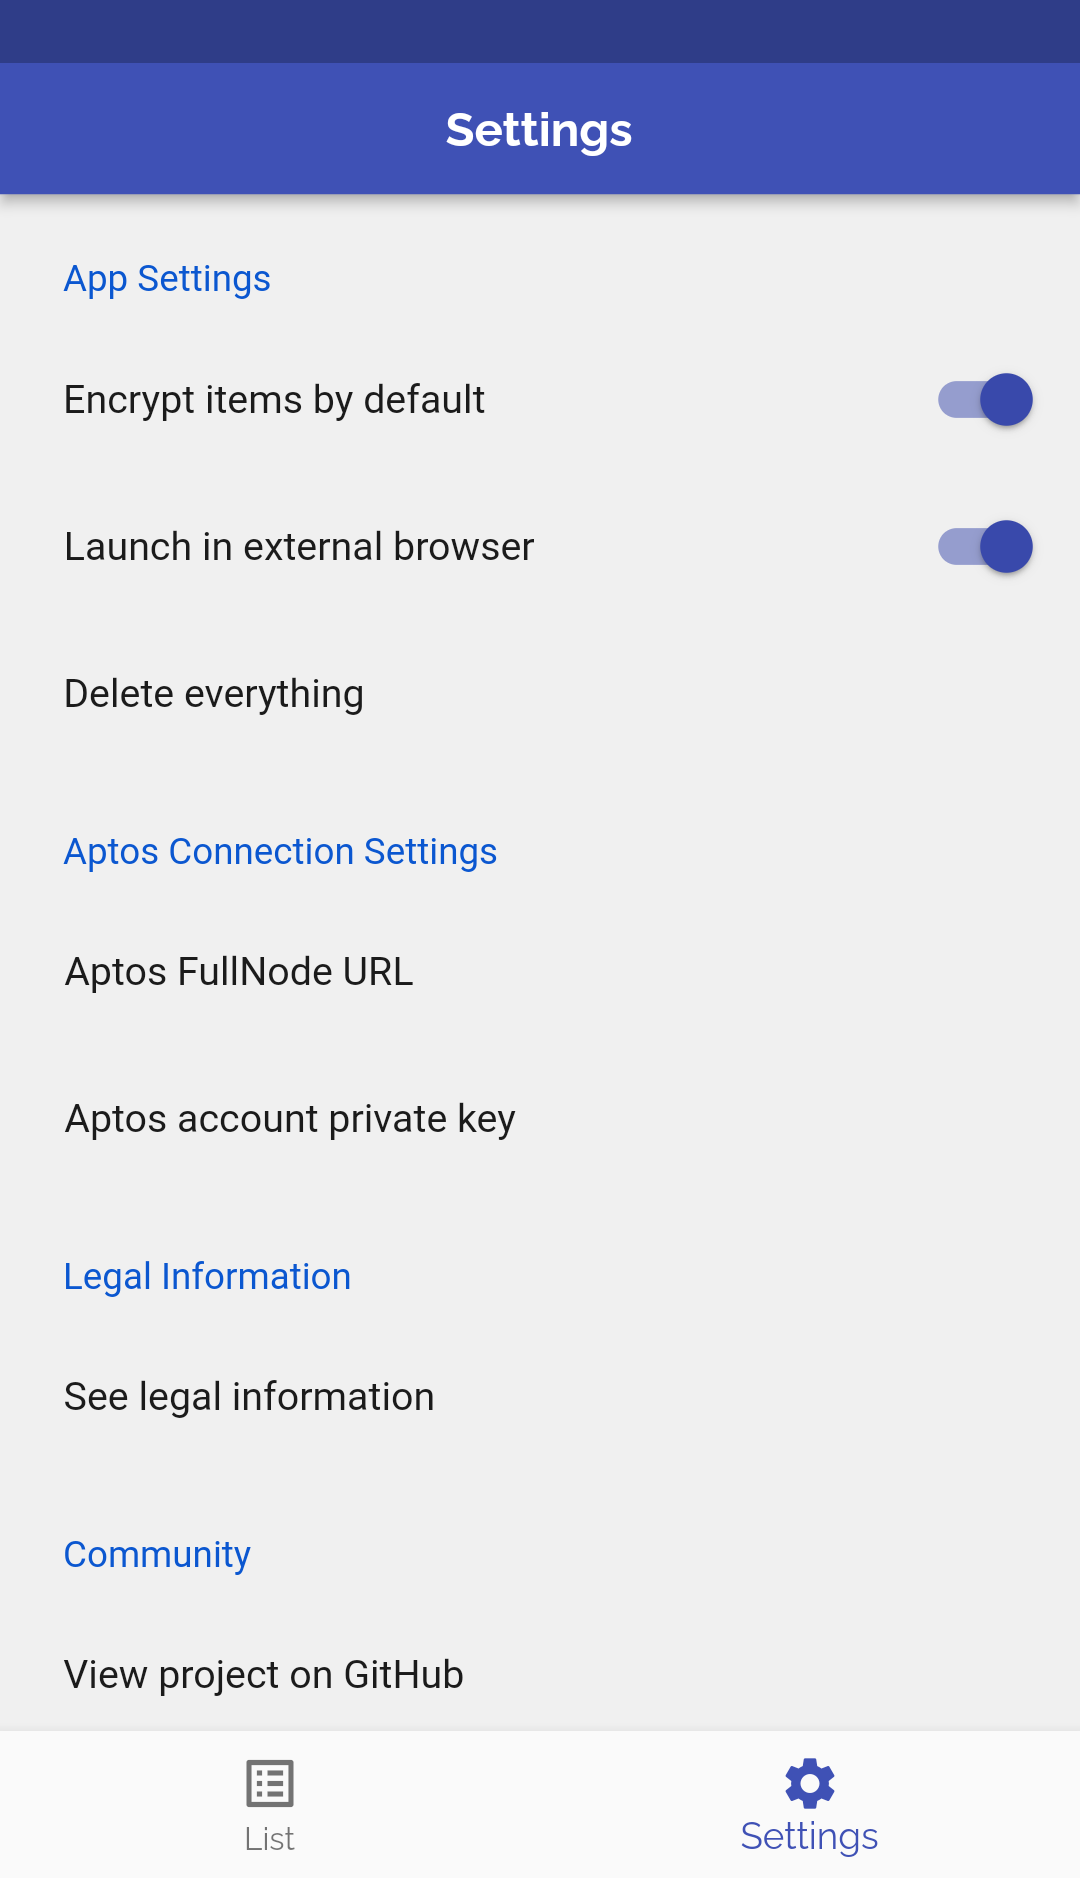 Settings
App Settings
Encrypt items by default
Launch in external browser
Delete everything
Aptos Connection Settings
Aptos FullNode URL
Aptos account private key
Legal Information
See legal information
Community
View project on GitHub
List
Settings